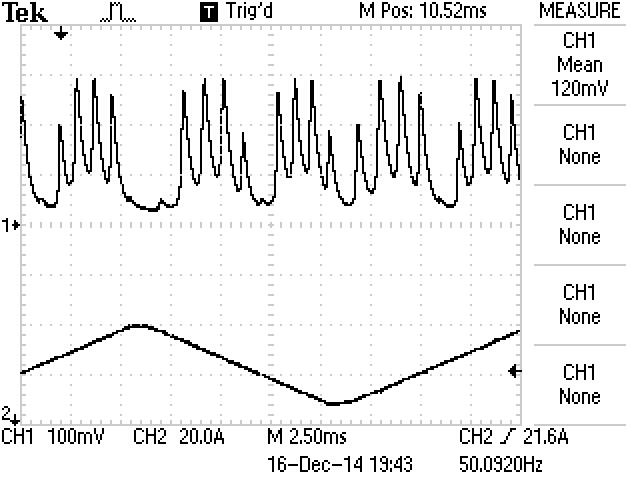 Tek T Trig'd M Pos: 10.52ms MEASURE
CH1
Mean
120mV
CH1
None
1
CH1
None
CH1
None
CH1
None
2
CH1 100mV CH2 20.0A M 2.50ms CH2 21.6A
16-Dec-14 19:43 50.0920Hz